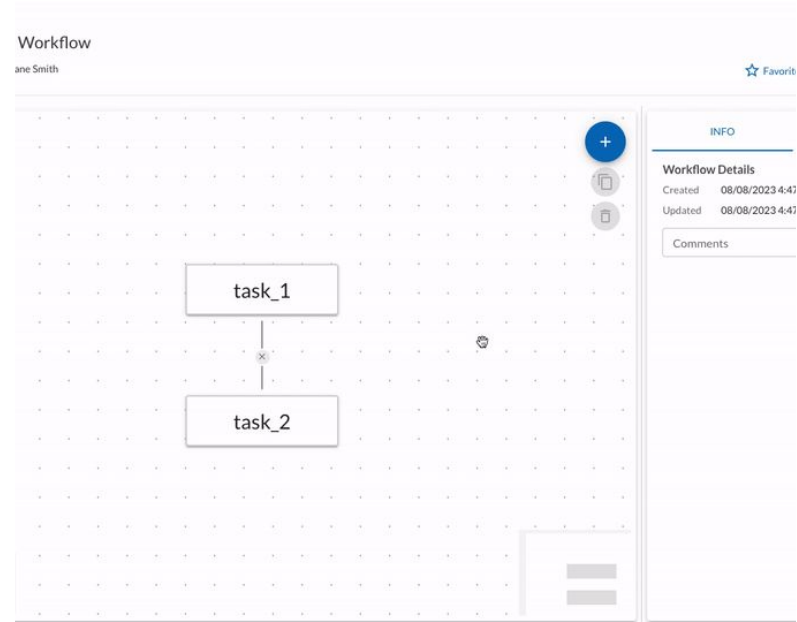 Workflow
ane Smith
Favorit
INFO
Workflow Details
Created 08/08/2023 4:47
Updated 08/08/2023 4:47
Comments
task_1
task_2